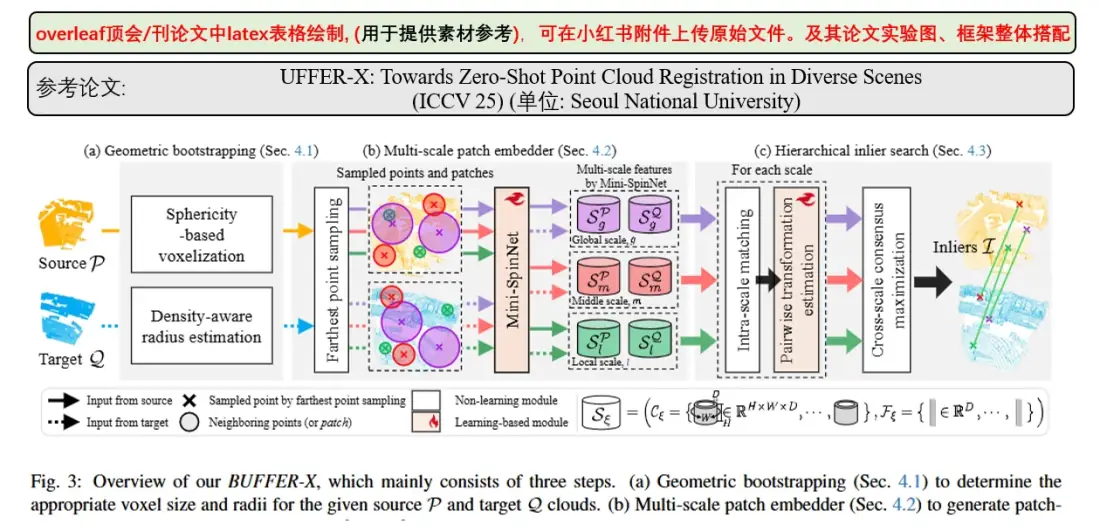 overleaf顶会/刊论文中latex表格绘制, (用于提供素材参考), 可在小红书附件上传原始文件。及其论文实验图、框架整体搭配
参考论文:
UFFER-X: Towards Zero-Shot Point Cloud Registration in Diverse Scenes
(ICCV 25) (单位: Seoul National University)
(a) Geometric bootstrapping (Sec. 4.1)
(b) Multi-scale patch embedder (Sec. 4.2)
(c) Hierarchical inlier search (Sec. 4.3)
Source 𝒫
Target 𝒬
Sphericity
-based
voxelization
Density-aware
radius estimation
Farthest point sampling
Sampled points and patches
Mini-SpinNet
Multi-scale features
by Mini-SpinNet
𝒮_g^𝒫 𝒮_g^𝒬
Global scale, g
𝒮_m^𝒫 𝒮_m^𝒬
Middle scale, m
𝒮_l^𝒫 𝒮_l^𝒬
Local scale, l
For each scale
Intra-scale matching
Pairwise transformation
estimation
Cross-scale consensus
maximization
Inliers ℐ
Input from source
Input from target
Sampled point by farthest point sampling
Neighboring points (or patch)
Non-learning module
Learning-based module
𝒮_ξ = (𝒞_ξ = { D W H ∈ ℝ^{H×W×D}, ⋯, }, ℱ_ξ = { ∈ ℝ^D, ⋯, })
Fig. 3: Overview of our BUFFER-X, which mainly consists of three steps. (a) Geometric bootstrapping (Sec. 4.1) to determine the
appropriate voxel size and radii for the given source 𝒫 and target 𝒬 clouds. (b) Multi-scale patch embedder (Sec. 4.2) to generate patch-